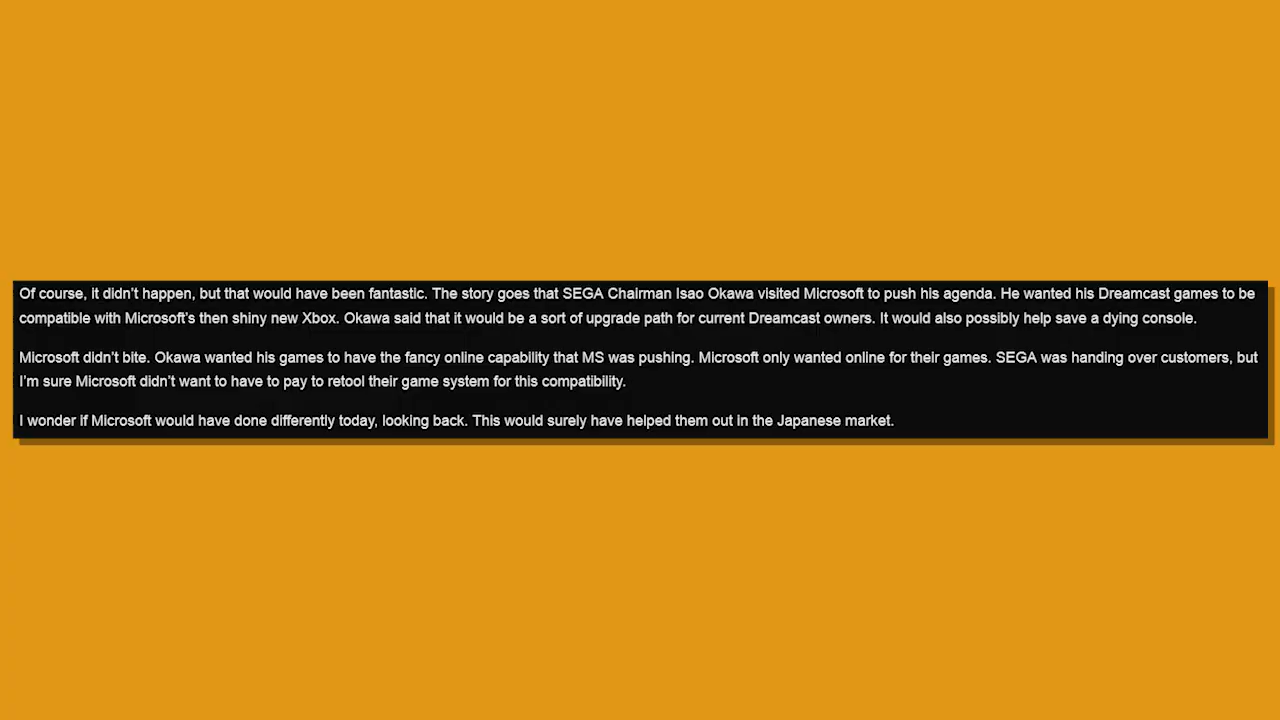 Of course, it didn’t happen, but that would have been fantastic. The story goes that SEGA Chairman Isao Okawa visited Microsoft to push his agenda. He wanted his Dreamcast games to be
compatible with Microsoft’s then shiny new Xbox. Okawa said that it would be a sort of upgrade path for current Dreamcast owners. It would also possibly help save a dying console.
Microsoft didn’t bite. Okawa wanted his games to have the fancy online capability that MS was pushing. Microsoft only wanted online for their games. SEGA was handing over customers, but
I’m sure Microsoft didn’t want to have to pay to retool their game system for this compatibility.
I wonder if Microsoft would have done differently today, looking back. This would surely have helped them out in the Japanese market.